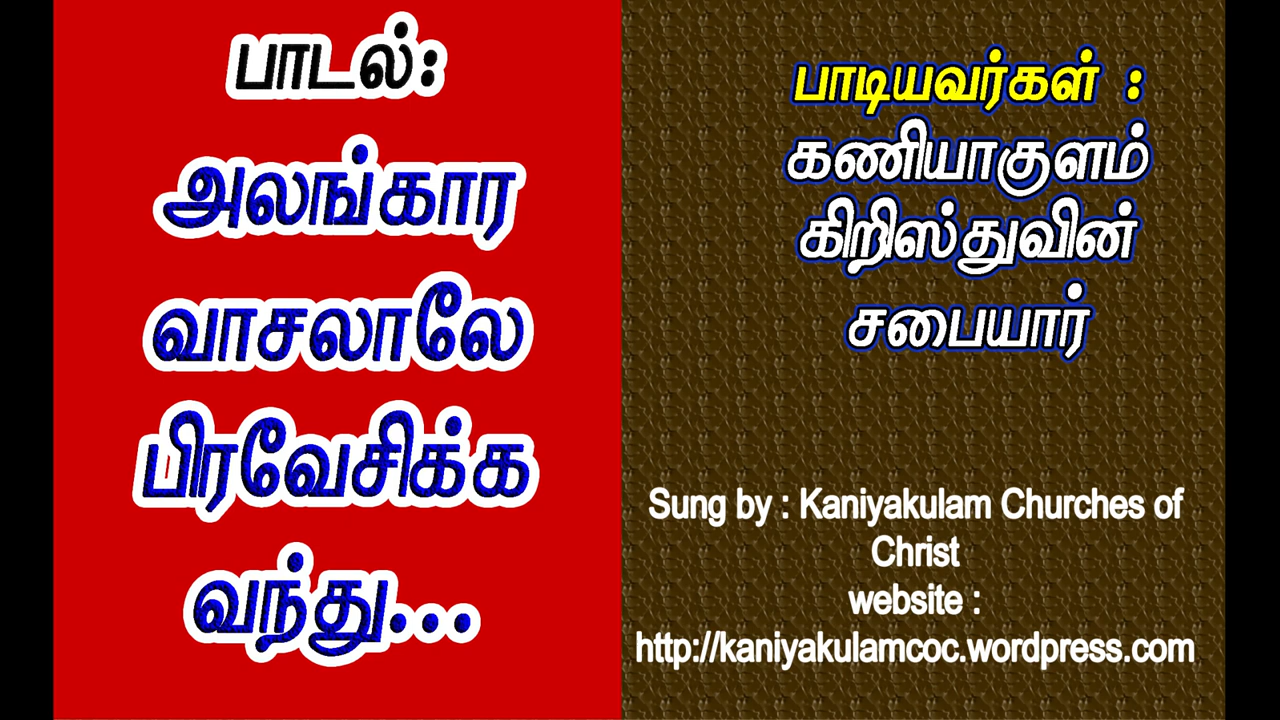 பாடல்:
அலங்கார
வாசலாலே
பிரவேசிக்க
வந்து...
பாடியவர்கள் :
கணியாகுளம்
கிறிஸ்துவின்
சபையார்
Sung by : Kaniyakulam Churches of
Christ
website :
http://kaniyakulamcoc.wordpress.com